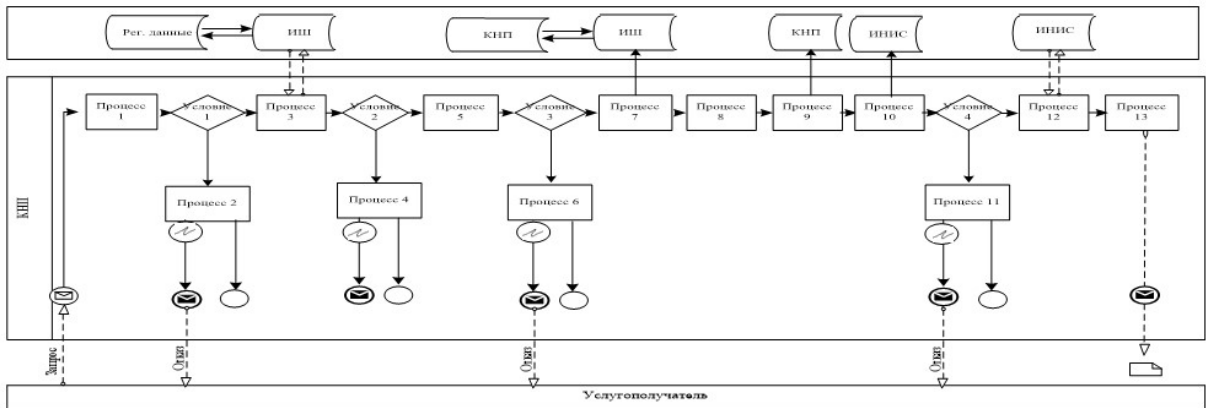 Рег. данные
ИШ
КНП
ИШ
КНП
ИНИС
ИНИС
КНП
Процесс
1
Условие
1
Процесс
3
Условие
2
Процесс
5
Условие
3
Процесс
7
Процесс
8
Процесс
9
Процесс
10
Условие
4
Процесс
12
Процесс
13
Процесс 2
Процесс 4
Процесс 6
Процесс 11
Запрос
Отказ
Отказ
Отказ
Услугополучатель